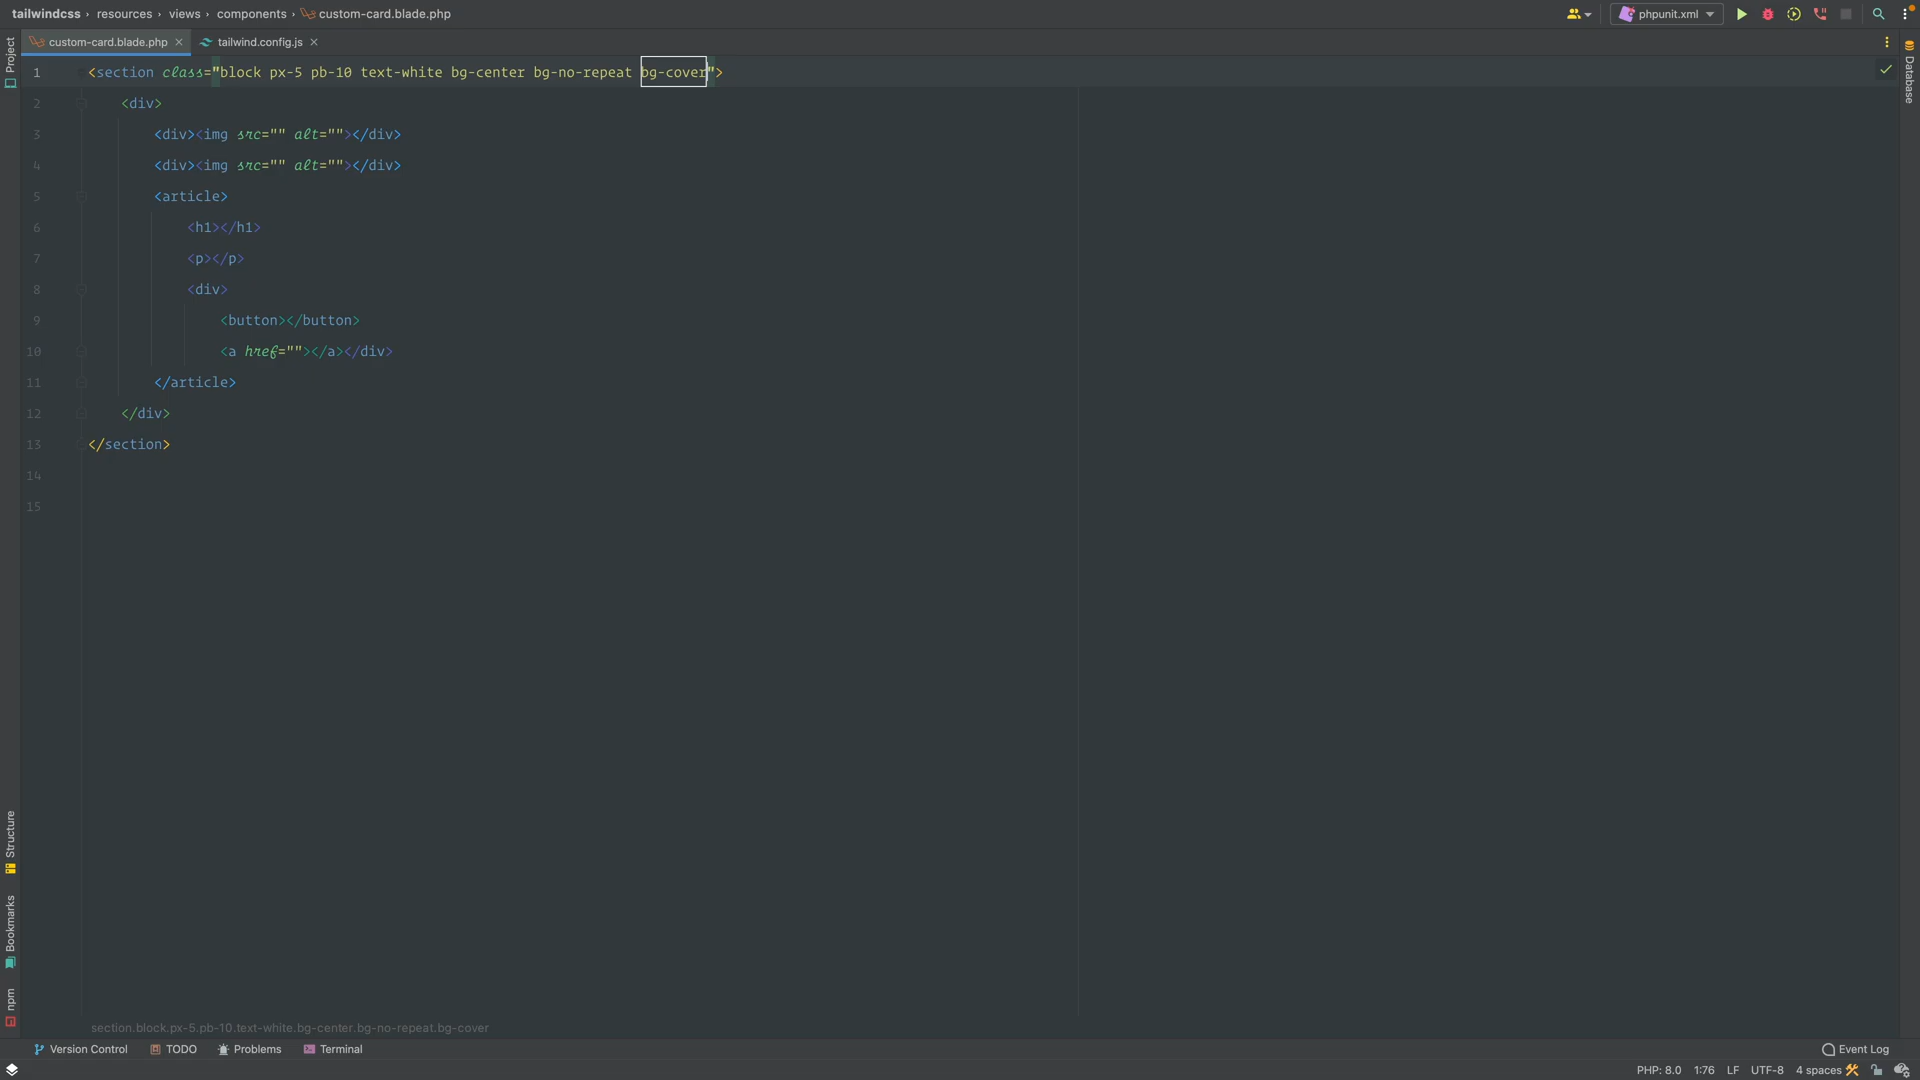 tailwindcss › resources › views › components › custom-card.blade.php
phpunit.xml
Project
custom-card.blade.php
tailwind.config.js
Database
1 <section class="block px-5 pb-10 text-white bg-center bg-no-repeat bg-cover">
2 <div>
3 <div><img src="" alt=""></div>
4 <div><img src="" alt=""></div>
5 <article>
6 <h1></h1>
7 <p></p>
8 <div>
9 <button></button>
10 <a href=""></a></div>
11 </article>
12 </div>
13 </section>
14
15
Structure
Bookmarks
npm
section.block.px-5.pb-10.text-white.bg-center.bg-no-repeat.bg-cover
Version Control TODO Problems Terminal Event Log
PHP: 8.0 1:76 LF UTF-8 4 spaces